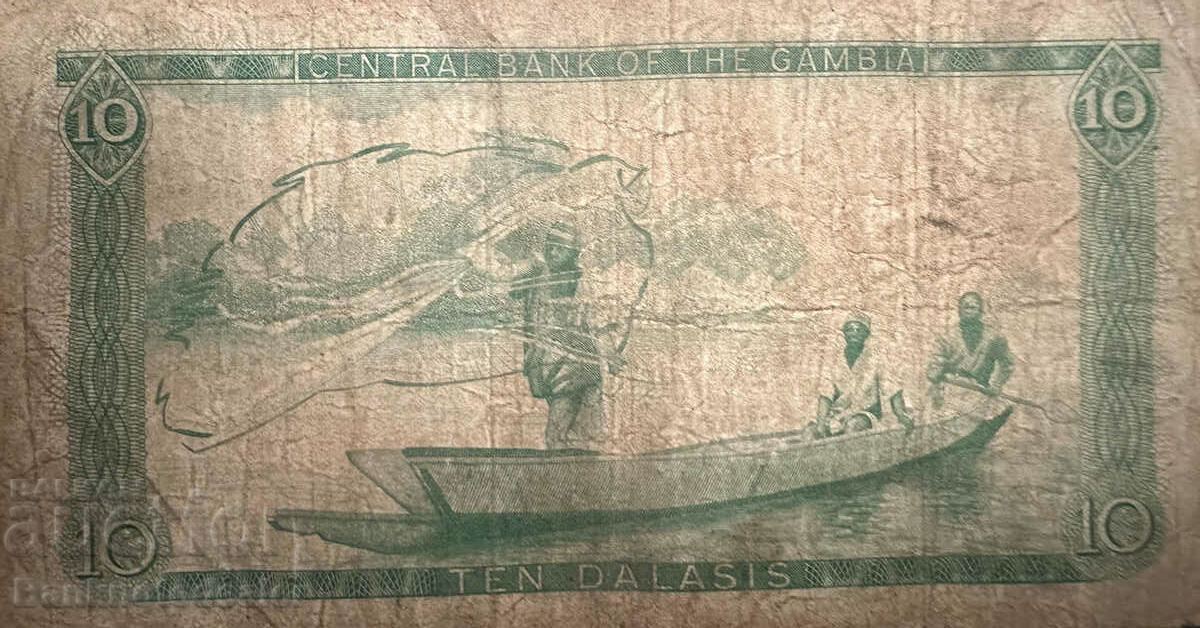 CENTRAL BANK OF THE GAMBIA
10 10
10 10
TEN DALASIS